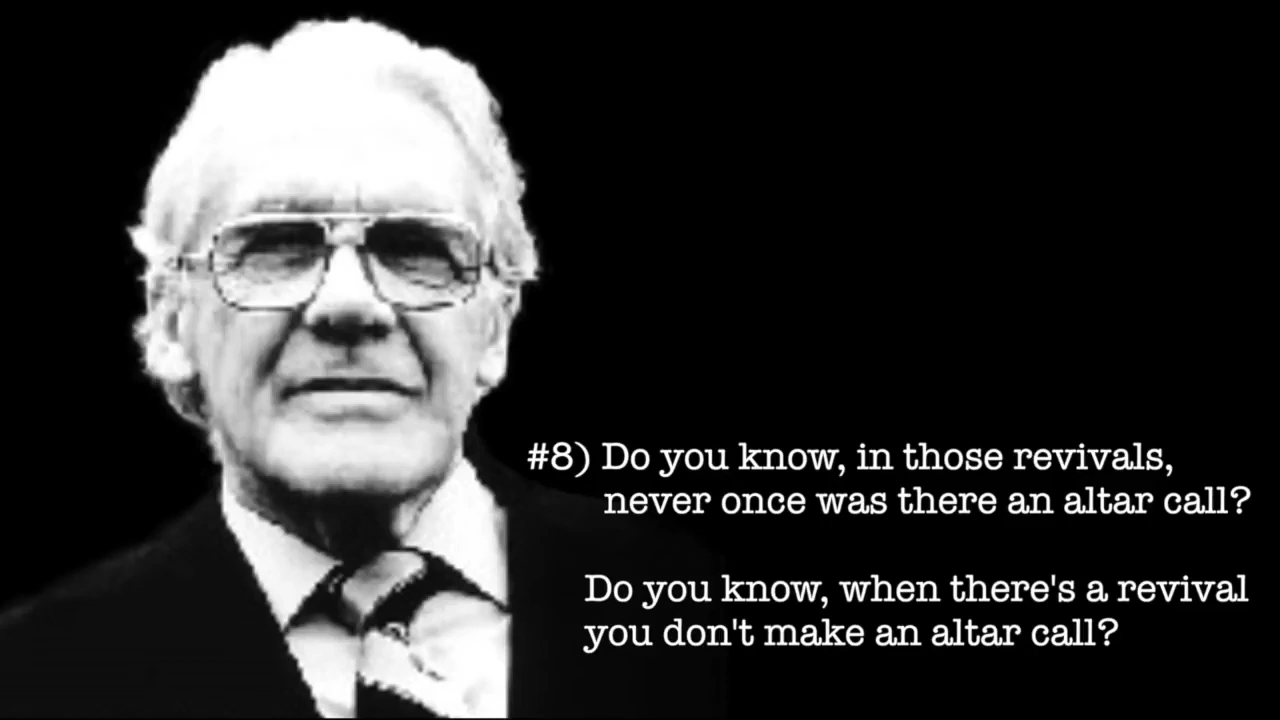 #8) Do you know, in those revivals,
never once was there an altar call?
Do you know, when there's a revival
you don't make an altar call?